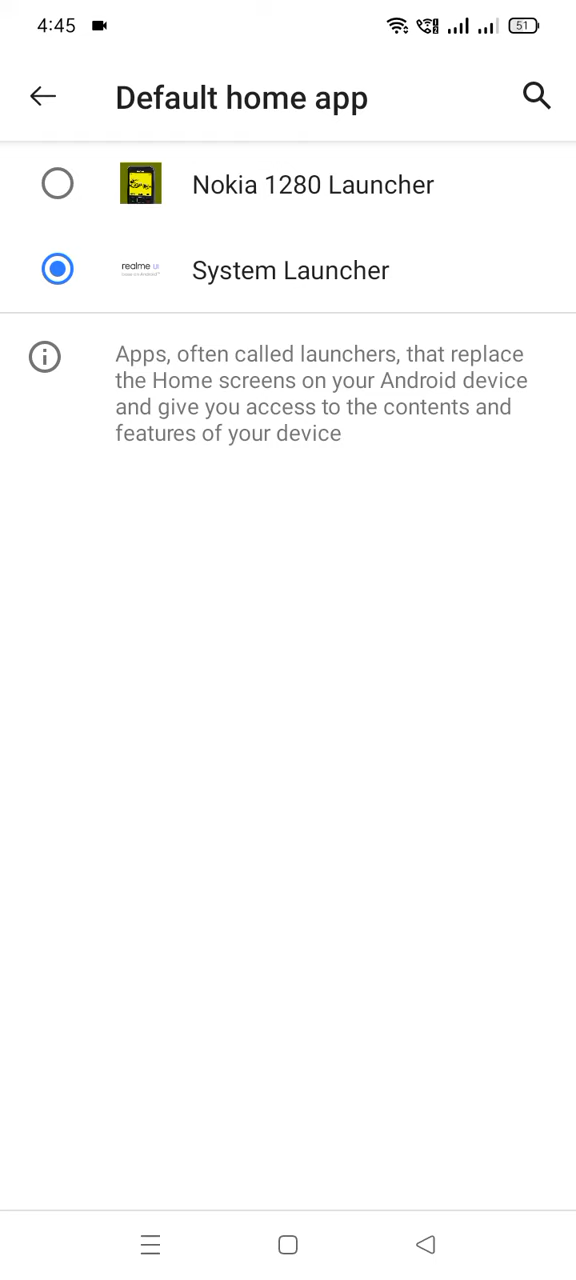 4:45
51
Default home app
Nokia 1280 Launcher
realme UI
System Launcher
Apps, often called launchers, that replace
the Home screens on your Android device
and give you access to the contents and
features of your device